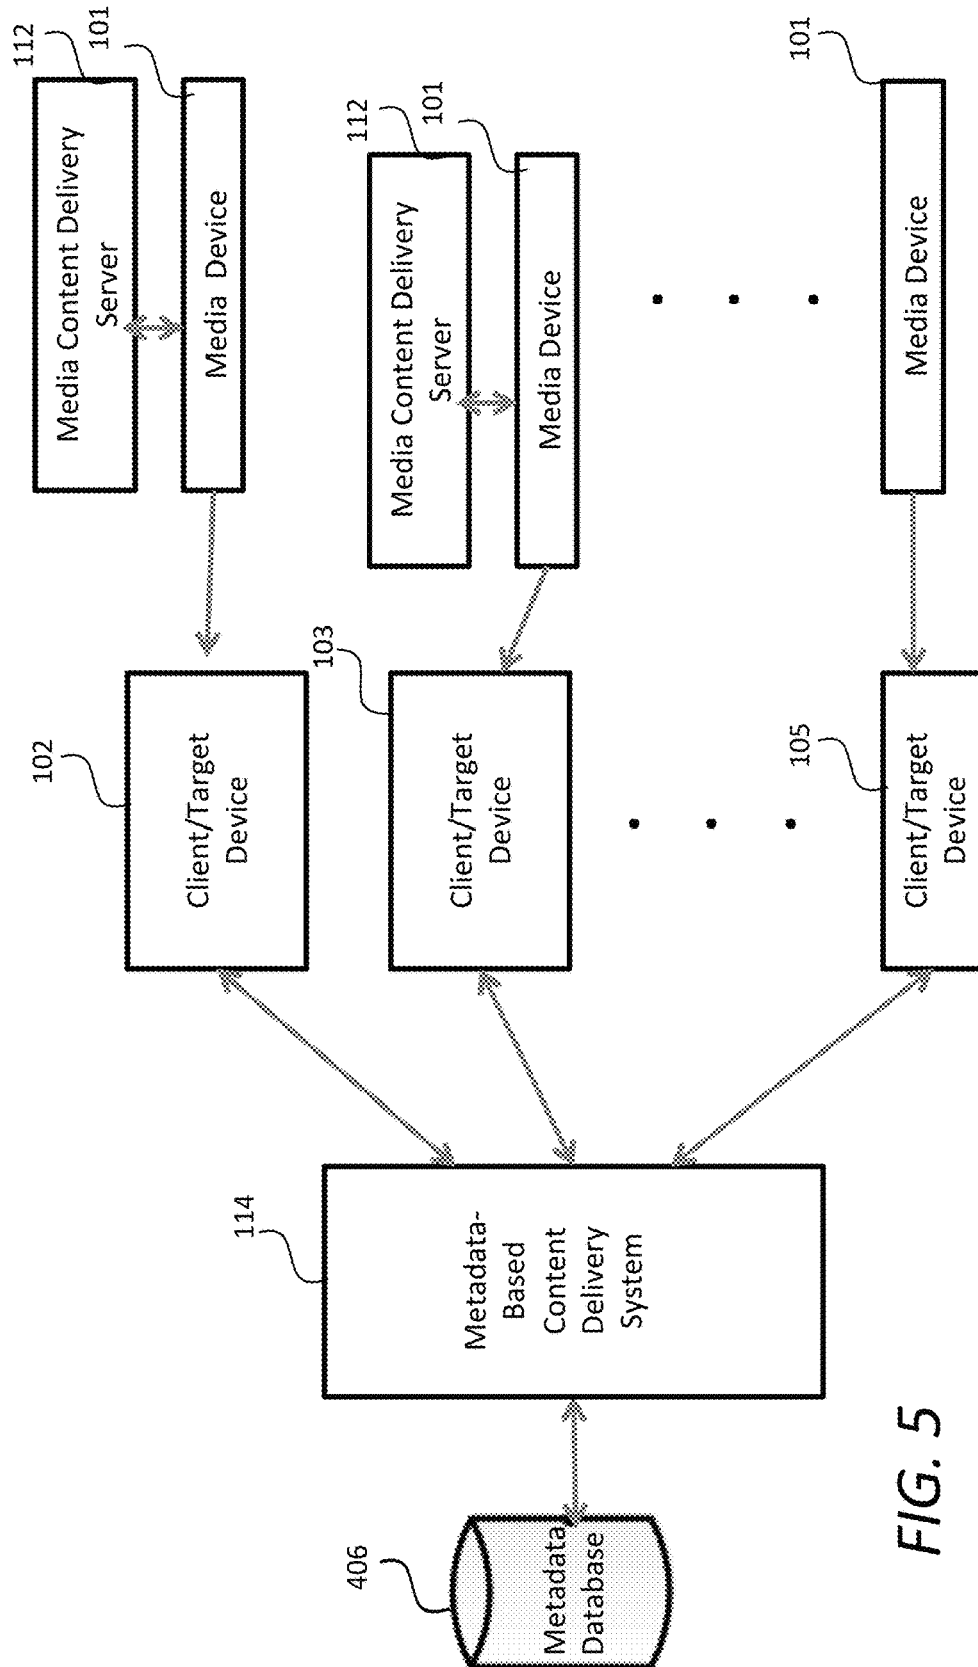 112
Media Content Delivery
Server
101
Media Device
112
Media Content Delivery
Server
101
Media Device
101
Media Device
102
Client/Target
Device
103
Client/Target
Device
105
Client/Target
Device
114
Metadata-
Based
Content
Delivery
System
406
Metadata
Database
FIG. 5